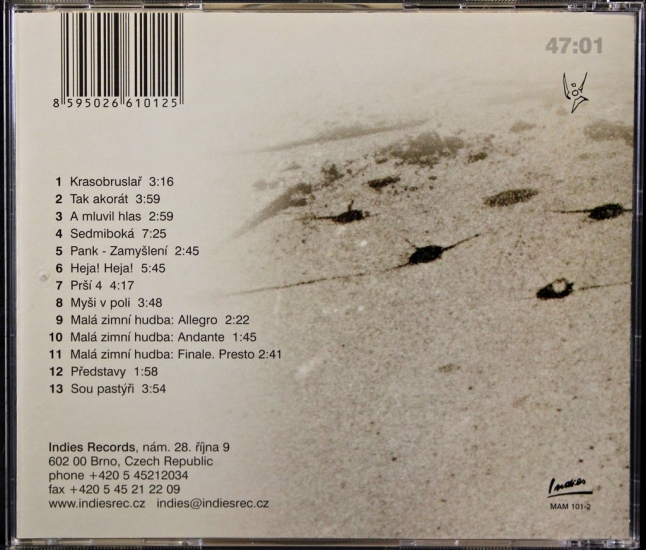 47:01
8 595026 610125
1 Krasobruslař 3:16
2 Tak akorát 3:59
3 A mluvil hlas 2:59
4 Sedmiboká 7:25
5 Pank - Zamyšlení 2:45
6 Heja! Heja! 5:45
7 Prší 4 4:17
8 Myši v poli 3:48
9 Malá zimní hudba: Allegro 2:22
10 Malá zimní hudba: Andante 1:45
11 Malá zimní hudba: Finale. Presto 2:41
12 Představy 1:58
13 Sou pastýři 3:54
Indies Records, nám. 28. října 9
602 00 Brno, Czech Republic
phone +420 5 45212034
fax +420 5 45 21 22 09
www.indiesrec.cz indies@indiesrec.cz
Indies
MAM 101-2